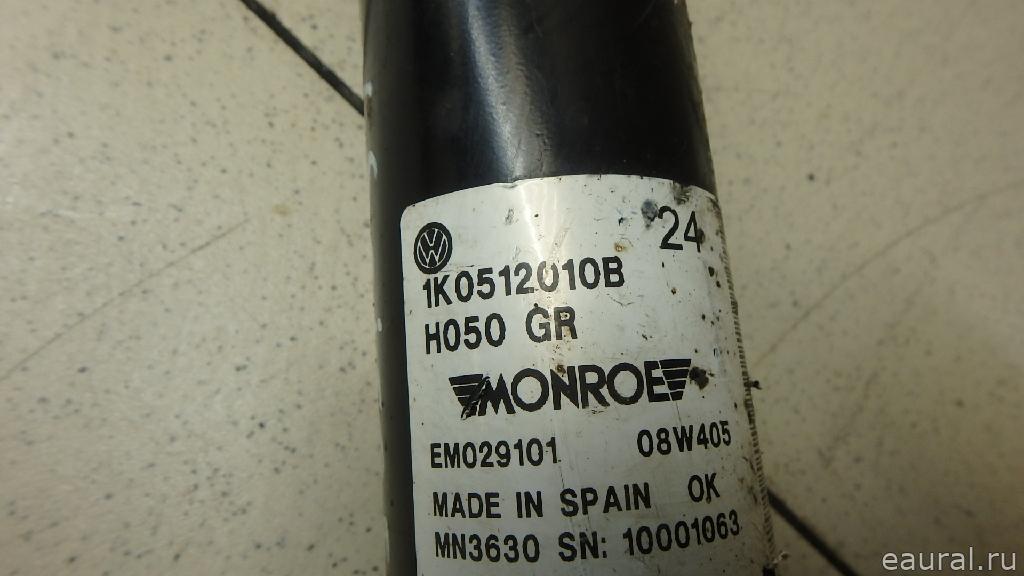 24
1K0512010B
H050 GR
MONROE
EM029101 08W405
MADE IN SPAIN OK
MN3630 SN: 10001063
eaural.ru